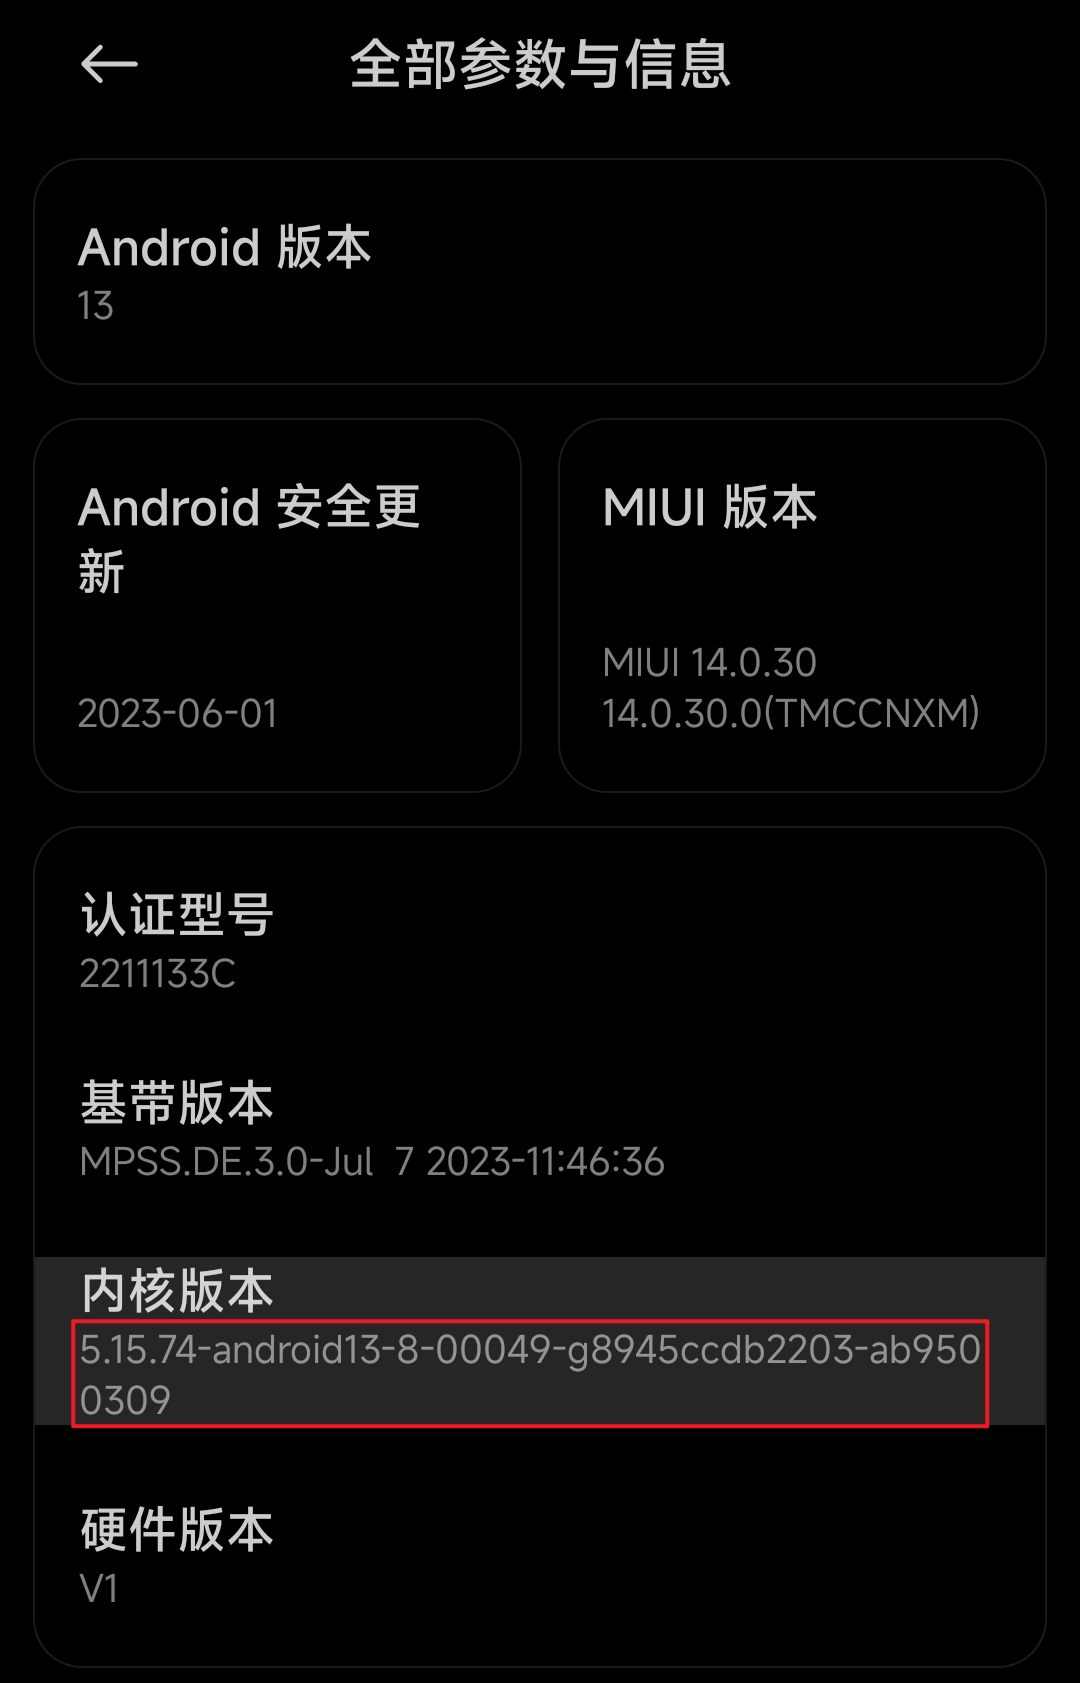 全部参数与信息
Android 版本
13
Android 安全更
新
2023-06-01
MIUI 版本
MIUI 14.0.30
14.0.30.0(TMCCNXM)
认证型号
2211133C
基带版本
MPSS.DE.3.0-Jul  7 2023-11:46:36
内核版本
5.15.74-android13-8-00049-g8945ccdb2203-ab950
0309
硬件版本
V1